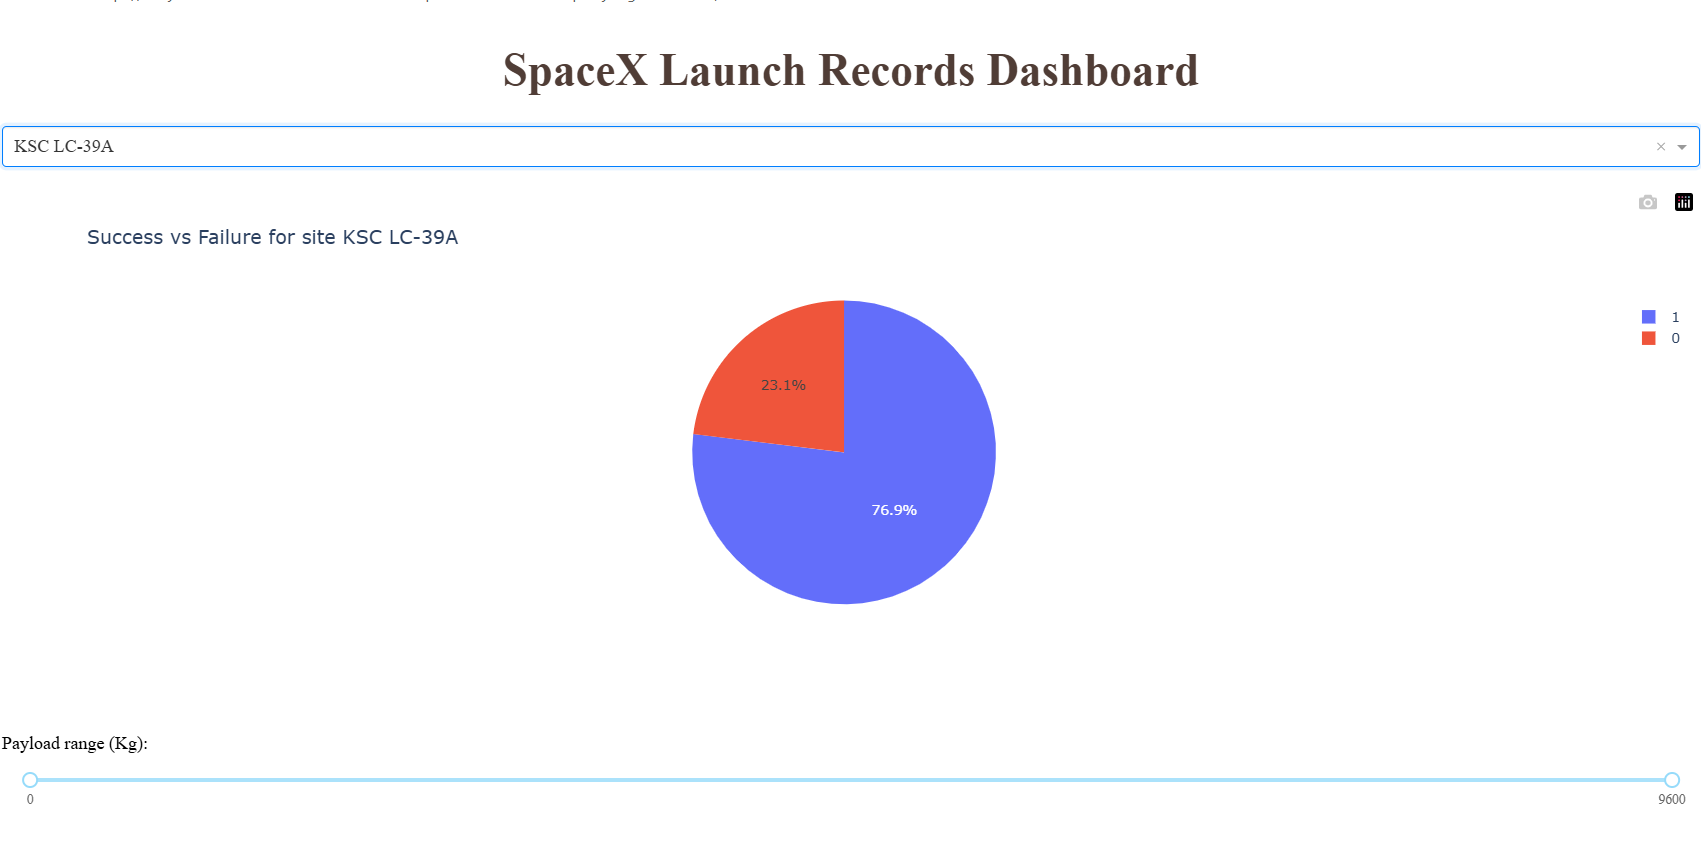 SpaceX Launch Records Dashboard
KSC LC-39A
Success vs Failure for site KSC LC-39A
1
0
23.1%
76.9%
Payload range (Kg):
0
9600